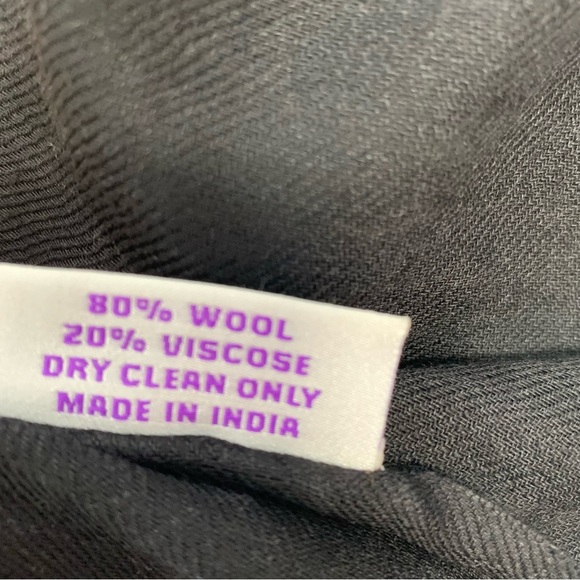 80% WOOL
20% VISCOSE
DRY CLEAN ONLY
MADE IN INDIA